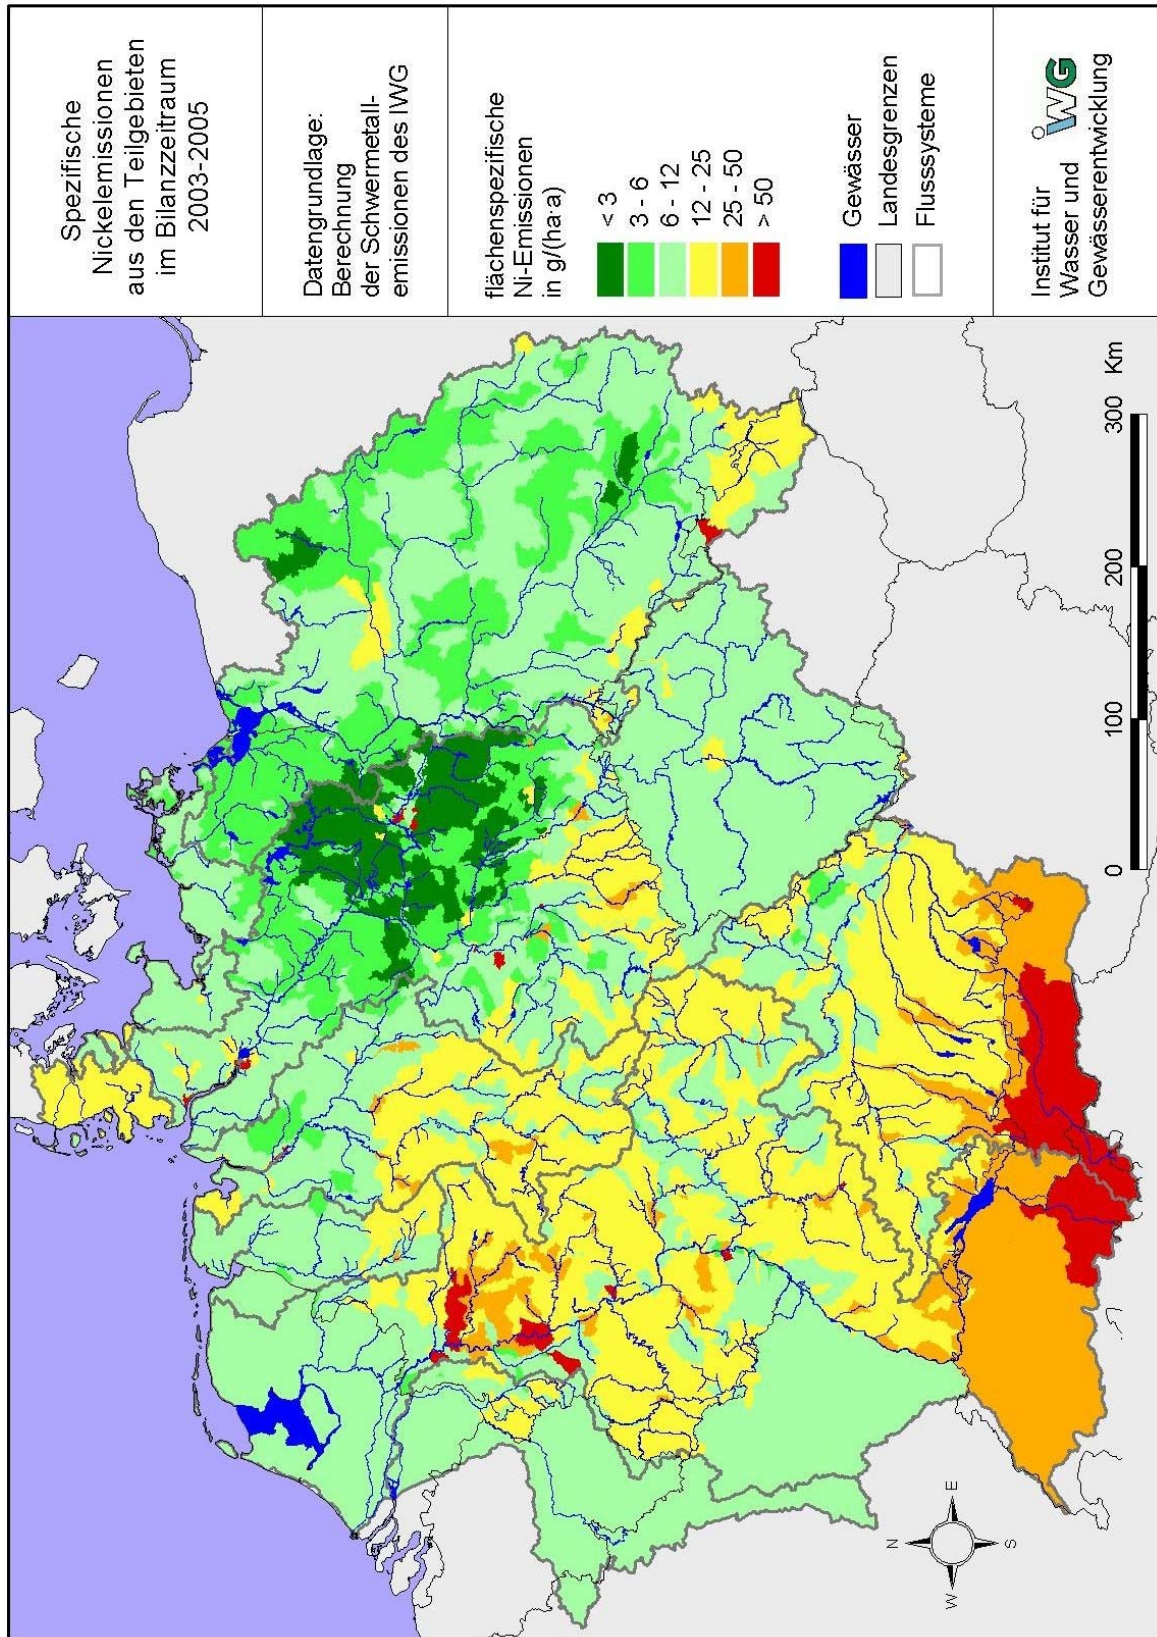 Spezifische
Nickelemissionen
aus den Teilgebieten
im Bilanzzeitraum
2003-2005
Datengrundlage:
Berechnung
der Schwermetall-
emissionen des IWG
flächenspezifische
Ni-Emissionen
in g/(ha·a)
< 3
3 - 6
6 - 12
12 - 25
25 - 50
> 50
Gewässer
Landesgrenzen
Flusssysteme
Institut für
Wasser und
Gewässerentwicklung
iWG
0 100 200 300 Km
N
W E
S